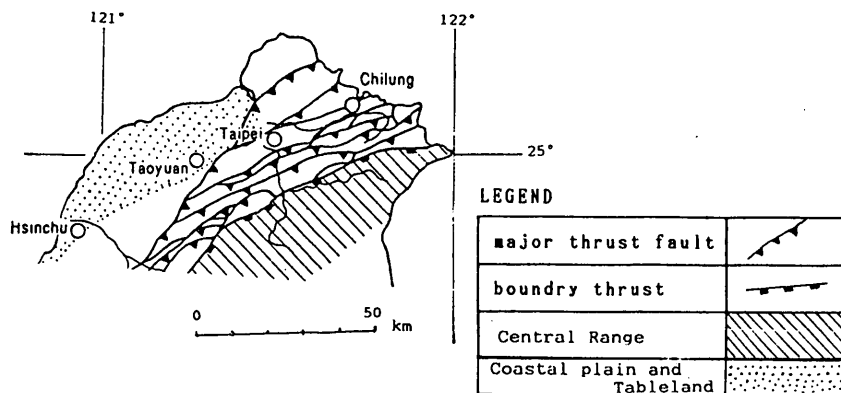 121°
122°
Chilung
Taipei
25°
Taoyuan
Hsinchu
0
50
km
LEGEND
major thrust fault
boundry thrust
Central Range
Coastal plain and
Tableland